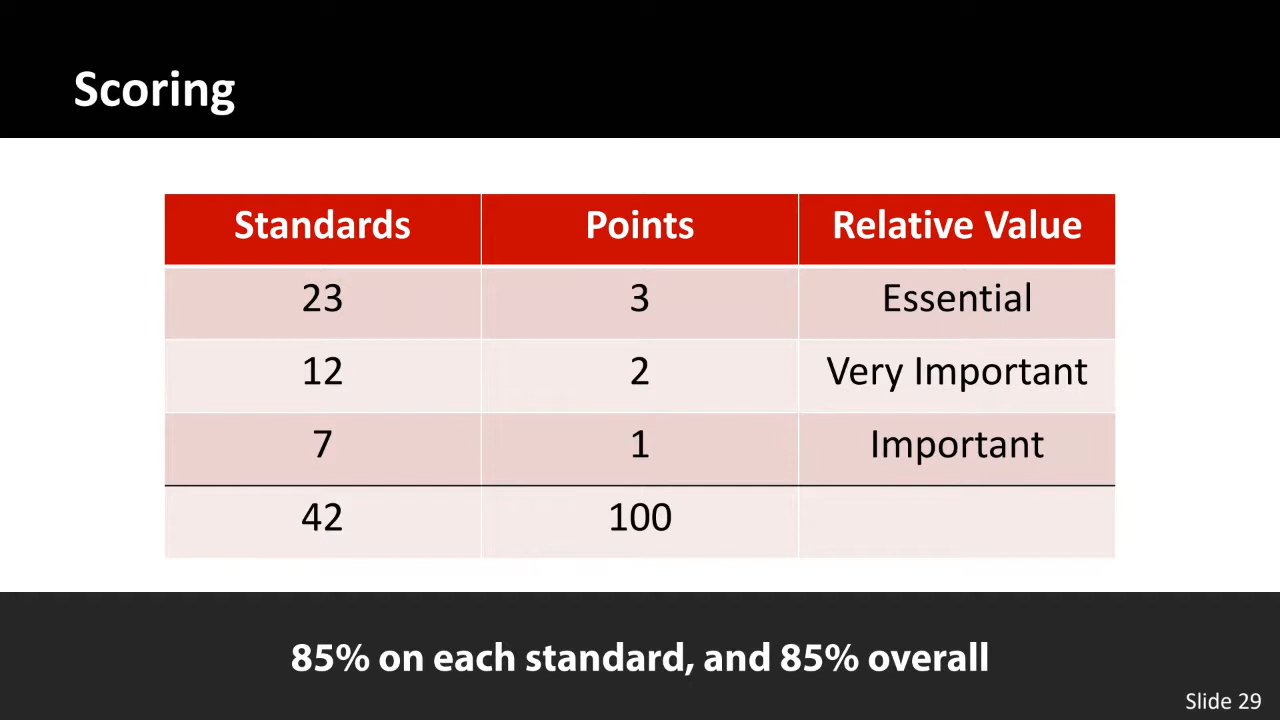 Scoring
Standards Points Relative Value
23 3 Essential
12 2 Very Important
7 1 Important
42 100
85% on each standard, and 85% overall
Slide 29